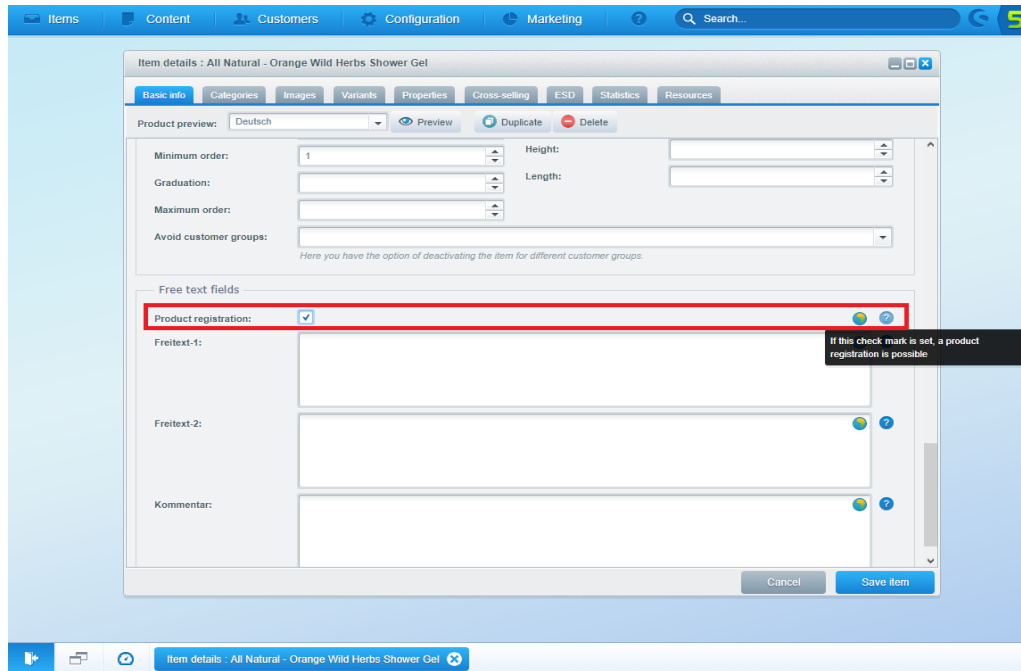 Items Content Customers Configuration Marketing ? Search... S
Item details : All Natural - Orange Wild Herbs Shower Gel
Basic info Categories Images Variants Properties Cross-selling ESD Statistics Resources
Product preview: Deutsch Preview Duplicate Delete
Minimum order: 1 Height:
Graduation: Length:
Maximum order:
Avoid customer groups:
Here you have the option of deactivating the item for different customer groups.
Free text fields
Product registration: ?
If this check mark is set, a product
registration is possible
Freitext-1:
Freitext-2: ?
Kommentar: ?
Cancel Save item
Item details : All Natural - Orange Wild Herbs Shower Gel